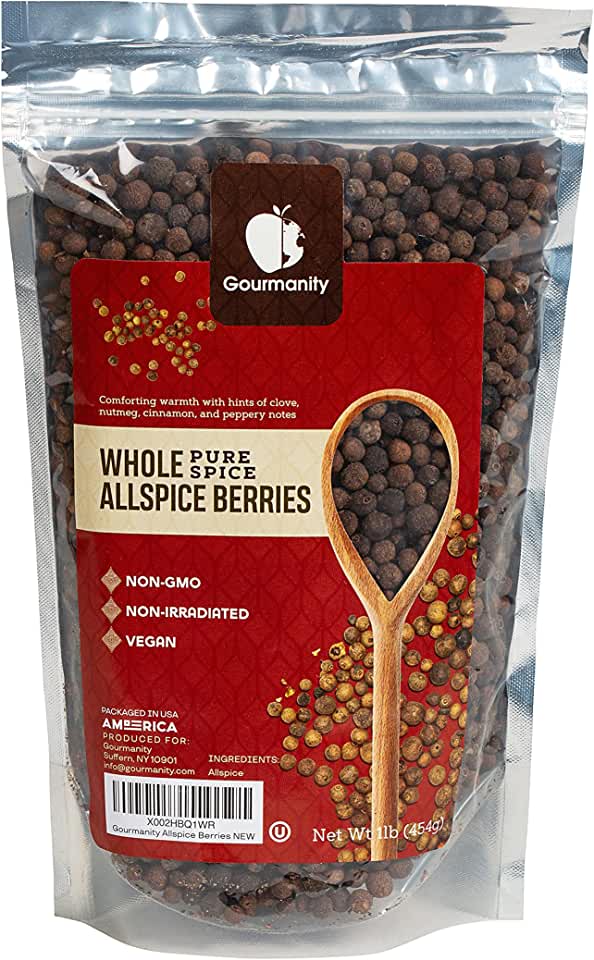 Gourmanity
Comforting warmth with hints of clove,
nutmeg, cinnamon, and peppery notes
WHOLE PURE SPICE
ALLSPICE BERRIES
NON-GMO
NON-IRRADIATED
VEGAN
PACKAGED IN USA
AMERICA
PRODUCED FOR:
Gourmanity
Suffern, NY 10901
info@gourmanity.com
INGREDIENTS:
Allspice
X002HBQ1WR
Gourmanity Allspice Berries NEW
U
Net Wt 1lb (454g)